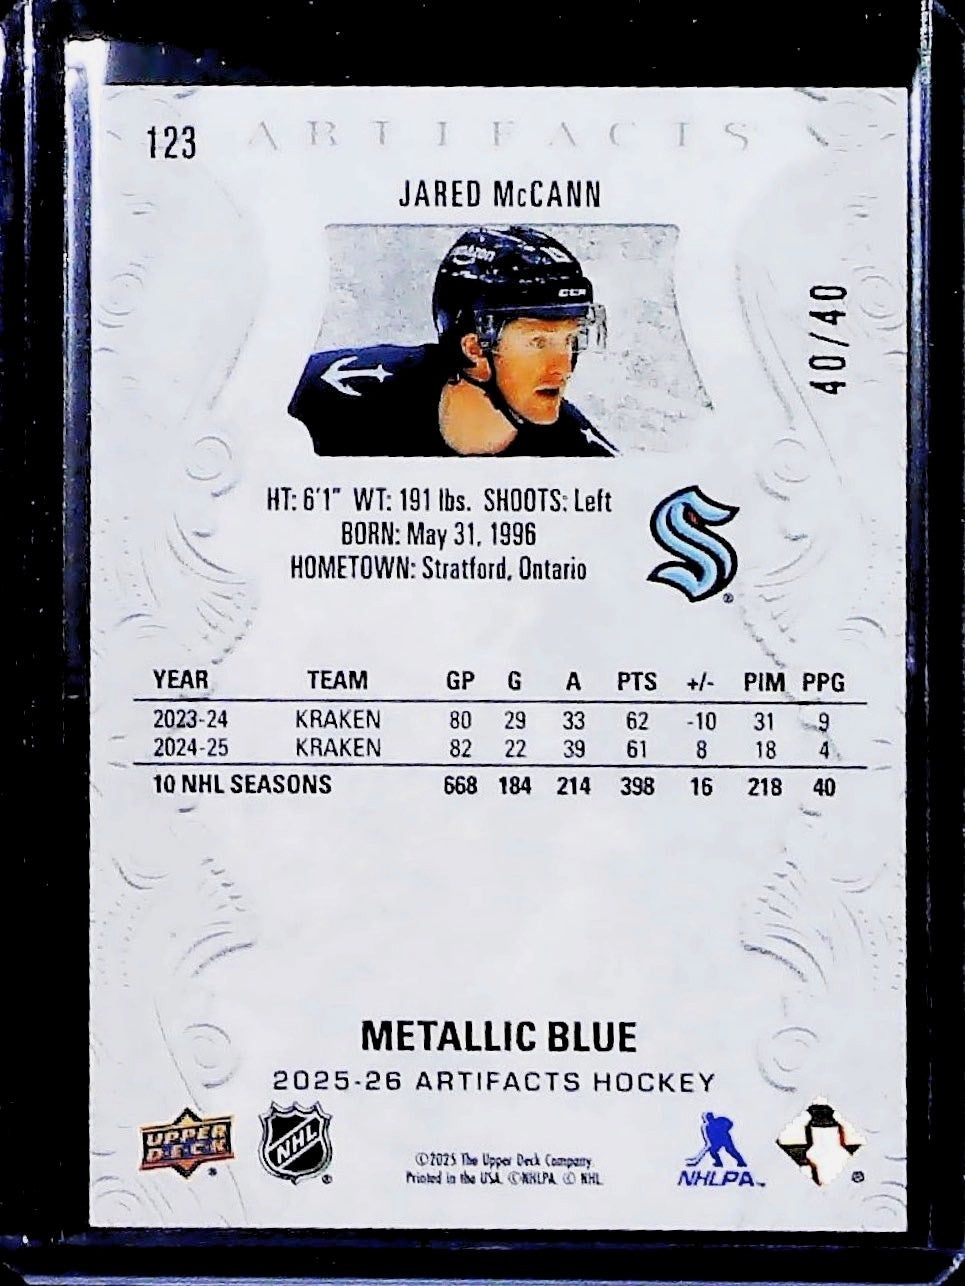 123
ARTIFACTS
JARED McCANN
CCM
40/40
HT: 6'1" WT: 191 lbs. SHOOTS: Left
BORN: May 31, 1996
HOMETOWN: Stratford, Ontario
YEAR TEAM GP G A PTS +/- PIM PPG
2023-24 KRAKEN 80 29 33 62 -10 31 9
2024-25 KRAKEN 82 22 39 61 8 18 4
10 NHL SEASONS 668 184 214 398 16 218 40
METALLIC BLUE
2025-26 ARTIFACTS HOCKEY
UPPER DECK
NHL
©2025 The Upper Deck Company.
Printed in the USA. © NHLPA. © NHL.
NHLPA